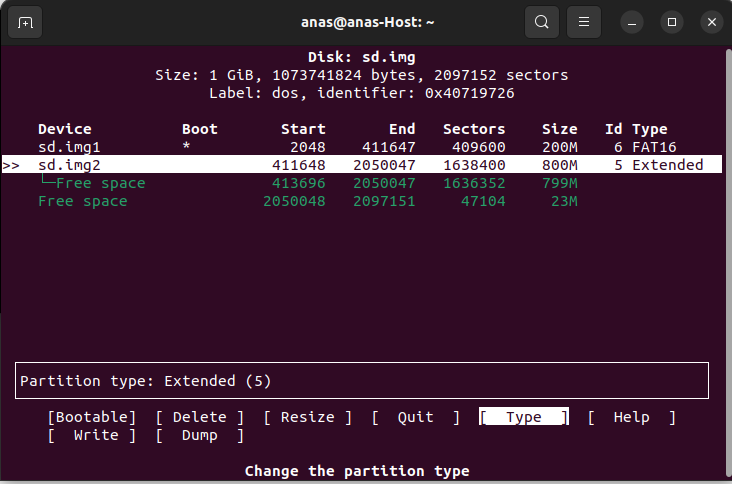 anas@anas-Host: ~
Disk: sd.img
Size: 1 GiB, 1073741824 bytes, 2097152 sectors
Label: dos, identifier: 0x40719726
Device Boot Start End Sectors Size Id Type
sd.img1 * 2048 411647 409600 200M 6 FAT16
>> sd.img2 411648 2050047 1638400 800M 5 Extended
└─Free space 413696 2050047 1636352 799M
Free space 2050048 2097151 47104 23M
Partition type: Extended (5)
[Bootable] [ Delete ] [ Resize ] [ Quit ] [ Type ] [ Help ]
[ Write ] [ Dump ]
Change the partition type